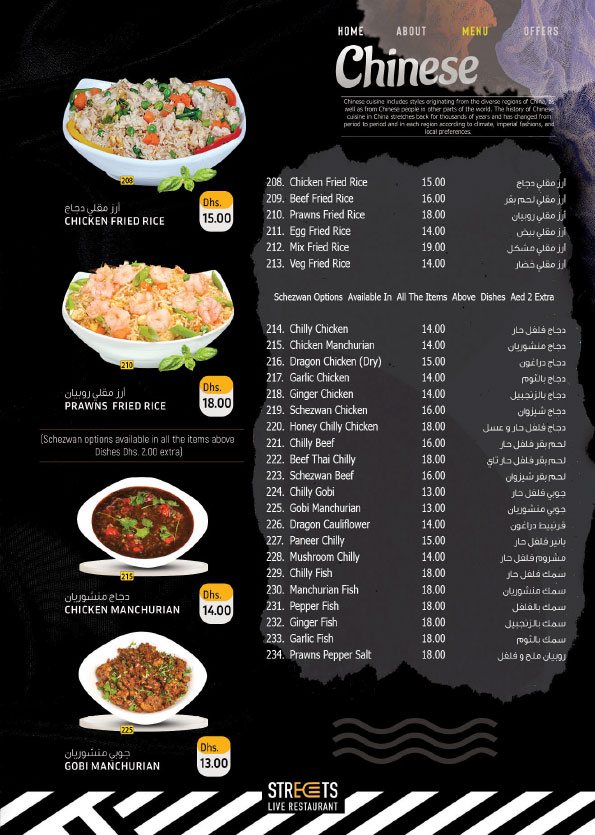 HOME ABOUT MENU OFFERS
Chinese
Chinese cuisine includes styles originating from the diverse regions of China, as
well as from Chinese people in other parts of the world. The history of Chinese
cuisine in China stretches back for thousands of years and has changed from
period to period and in each region according to climate, imperial fashions, and
local preferences.
208
أرز مقلي دجاج
CHICKEN FRIED RICE
Dhs.
15.00
210
أرز مقلي روبيان
PRAWNS FRIED RICE
Dhs.
18.00
(Schezwan options available in all the items above
Dishes Dhs. 2.00 extra)
215
دجاج منشوريان
CHICKEN MANCHURIAN
Dhs.
14.00
225
جوبي منشوريان
GOBI MANCHURIAN
Dhs.
13.00
208. Chicken Fried Rice 15.00 أرز مقلي دجاج
209. Beef Fried Rice 16.00 أرز مقلي لحم بقر
210. Prawns Fried Rice 18.00 أرز مقلي روبيان
211. Egg Fried Rice 14.00 أرز مقلي بيض
212. Mix Fried Rice 19.00 أرز مقلي مشكل
213. Veg Fried Rice 14.00 أرز مقلي خضار
Schezwan Options Available In All The Items Above Dishes Aed 2 Extra
214. Chilly Chicken 14.00 دجاج فلفل حار
215. Chicken Manchurian 14.00 دجاج منشوريان
216. Dragon Chicken (Dry) 15.00 دجاج دراغون
217. Garlic Chicken 14.00 دجاج بالثوم
218. Ginger Chicken 14.00 دجاج بالزنجبيل
219. Schezwan Chicken 16.00 دجاج شيزوان
220. Honey Chilly Chicken 18.00 دجاج فلفل حار و عسل
221. Chilly Beef 16.00 لحم بقر فلفل حار
222. Beef Thai Chilly 18.00 لحم بقر فلفل حار تاي
223. Schezwan Beef 16.00 لحم بقر شيزوان
224. Chilly Gobi 13.00 جوبي فلفل حار
225. Gobi Manchurian 13.00 جوبي منشوريان
226. Dragon Cauliflower 14.00 قرنبيط دراغون
227. Paneer Chilly 15.00 بانير فلفل حار
228. Mushroom Chilly 14.00 مشروم فلفل حار
229. Chilly Fish 18.00 سمك فلفل حار
230. Manchurian Fish 18.00 سمك منشوريان
231. Pepper Fish 18.00 سمك بالفلفل
232. Ginger Fish 18.00 سمك بالزنجبيل
233. Garlic Fish 18.00 سمك بالثوم
234. Prawns Pepper Salt 18.00 روبيان ملح و فلفل
STREETS
LIVE RESTAURANT